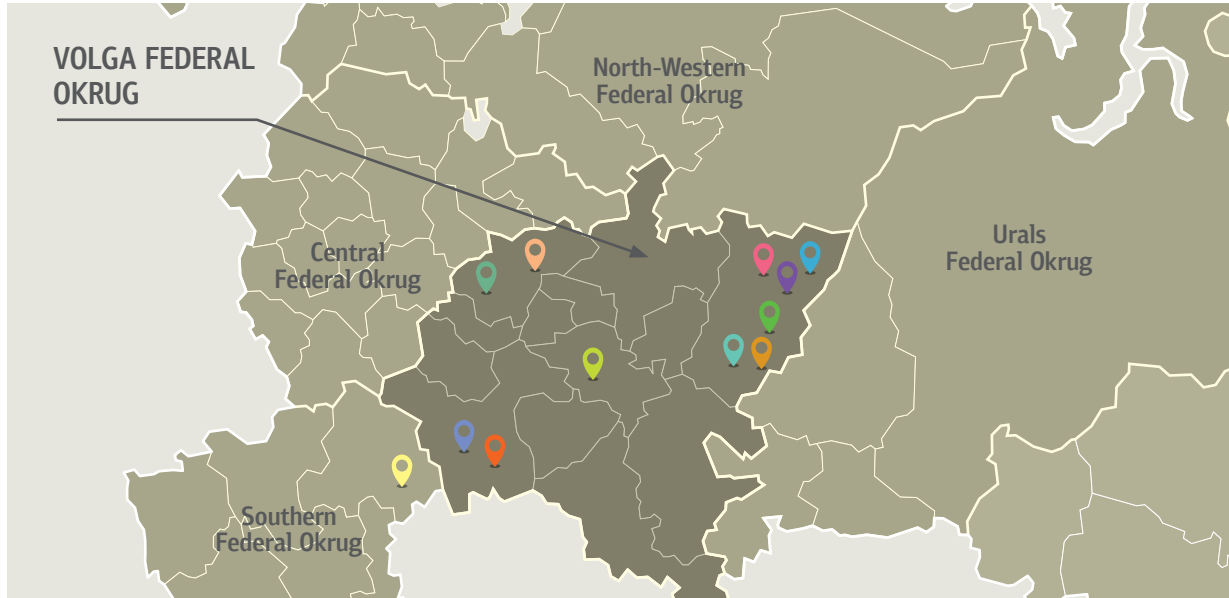 VOLGA FEDERAL
OKRUG
North-Western
Federal Okrug
Central
Federal Okrug
Urals
Federal Okrug
Southern
Federal Okrug